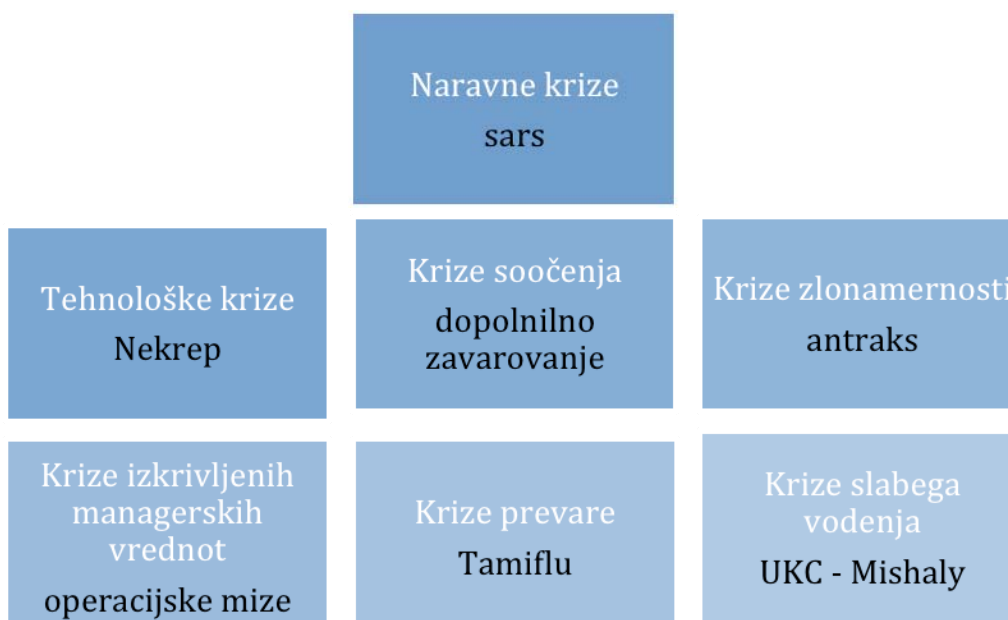 Naravne krize
sars
Tehnološke krize
Nekrep
Krize soočenja
dopolnilno
zavarovanje
Krize zlonamernosti
antraks
Krize izkrivljenih
managerskih
vrednot
operacijske mize
Krize prevare
Tamiflu
Krize slabega
vodenja
UKC - Mishaly